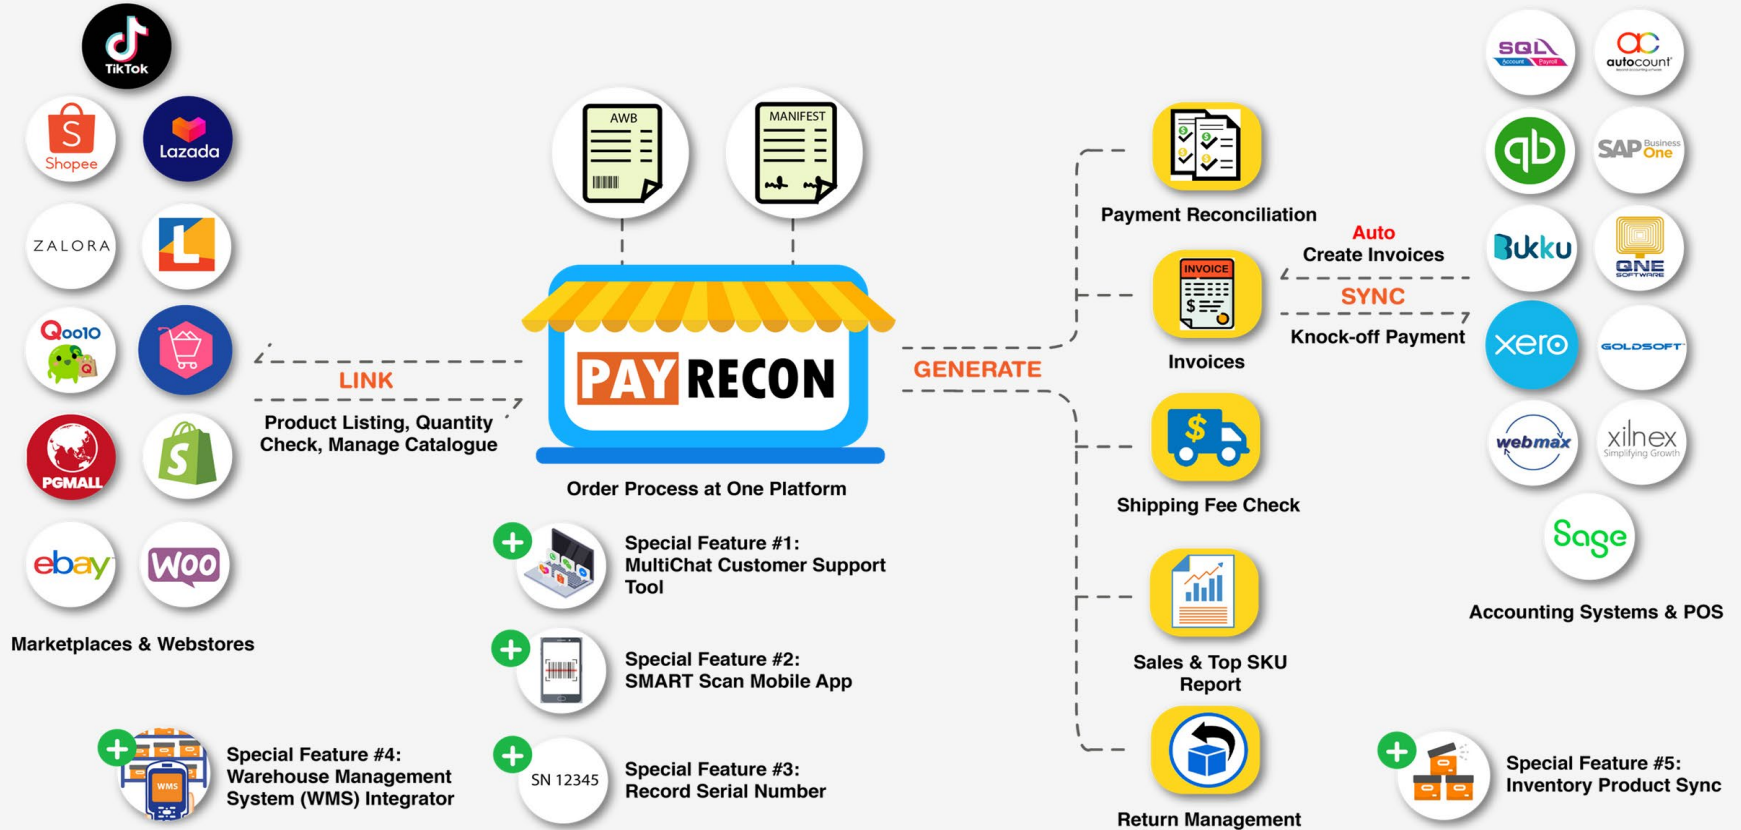 TikTok
Shopee
Lazada
ZALORA
L
Qoo10
PGMALL
S
ebay
WOO
Marketplaces & Webstores
LINK
Product Listing, Quantity
Check, Manage Catalogue
AWB
MANIFEST
PAYRECON
Order Process at One Platform
Special Feature #1:
MultiChat Customer Support
Tool
Special Feature #2:
SMART Scan Mobile App
SN 12345
Special Feature #3:
Record Serial Number
WMS
Special Feature #4:
Warehouse Management
System (WMS) Integrator
GENERATE
Payment Reconciliation
INVOICE
$
Invoices
$
Shipping Fee Check
Sales & Top SKU
Report
Return Management
Auto
Create Invoices
SYNC
Knock-off Payment
SQL
Account Payroll
autocount
qb
SAP Business
One
Bukku
QNE
SOFTWARE
xero
GOLDSOFT
webmax
xilnex
Simplifying Growth
Sage
Accounting Systems & POS
Special Feature #5:
Inventory Product Sync